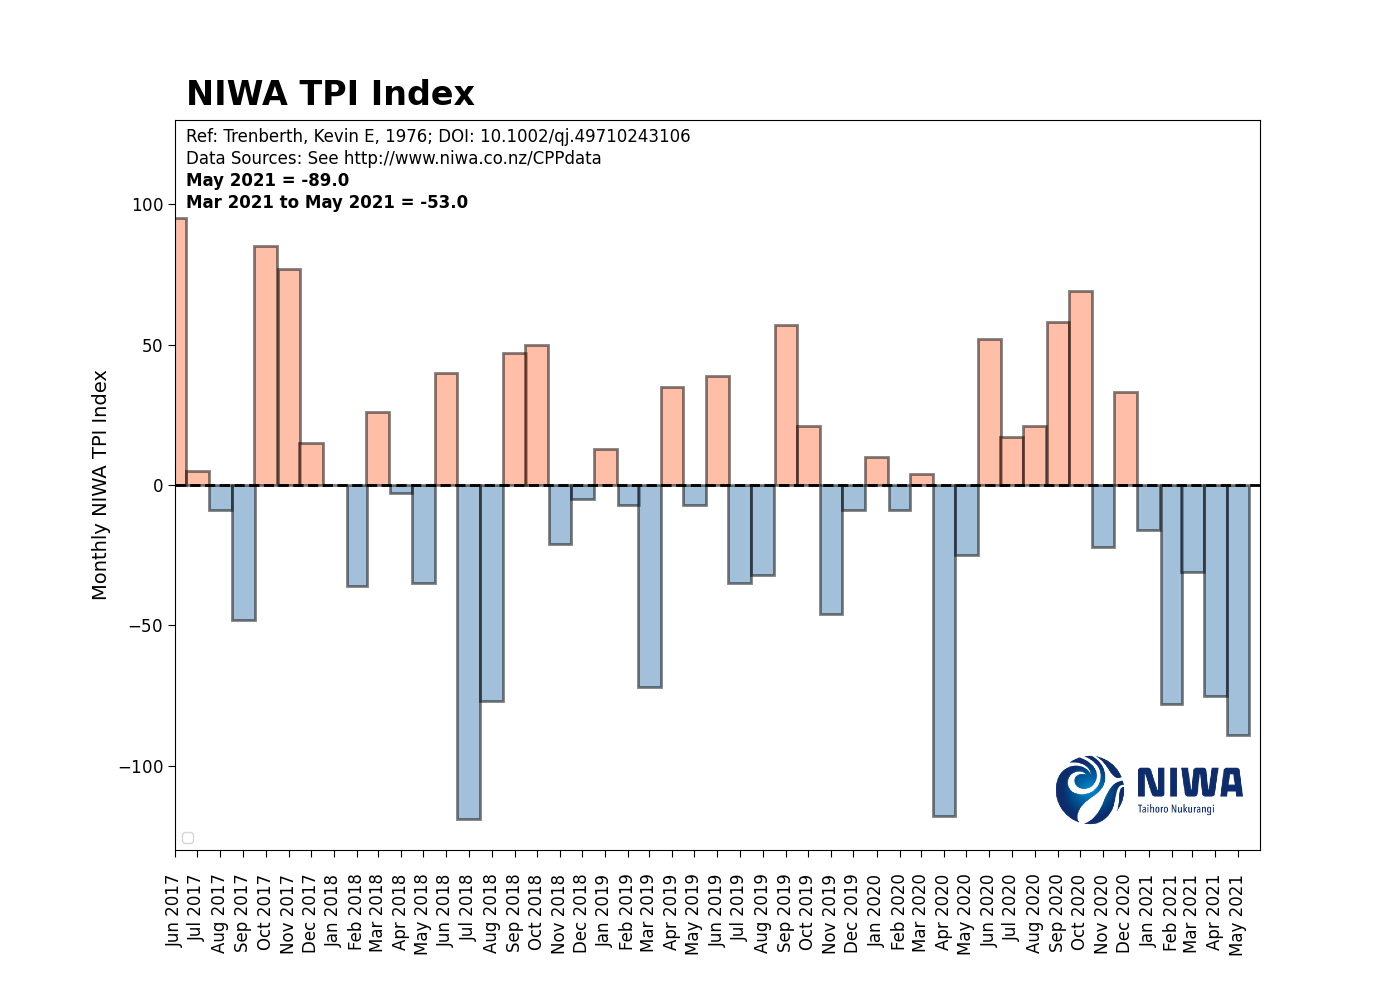 NIWA TPI Index
Ref: Trenberth, Kevin E, 1976; DOI: 10.1002/qj.49710243106
Data Sources: See http://www.niwa.co.nz/CPPdata
May 2021 = -89.0
Mar 2021 to May 2021 = -53.0
Monthly NIWA TPI Index
100
50
0
−50
−100
NIWA
Taihoro Nukurangi
Jun 2017
Jul 2017
Aug 2017
Sep 2017
Oct 2017
Nov 2017
Dec 2017
Jan 2018
Feb 2018
Mar 2018
Apr 2018
May 2018
Jun 2018
Jul 2018
Aug 2018
Sep 2018
Oct 2018
Nov 2018
Dec 2018
Jan 2019
Feb 2019
Mar 2019
Apr 2019
May 2019
Jun 2019
Jul 2019
Aug 2019
Sep 2019
Oct 2019
Nov 2019
Dec 2019
Jan 2020
Feb 2020
Mar 2020
Apr 2020
May 2020
Jun 2020
Jul 2020
Aug 2020
Sep 2020
Oct 2020
Nov 2020
Dec 2020
Jan 2021
Feb 2021
Mar 2021
Apr 2021
May 2021